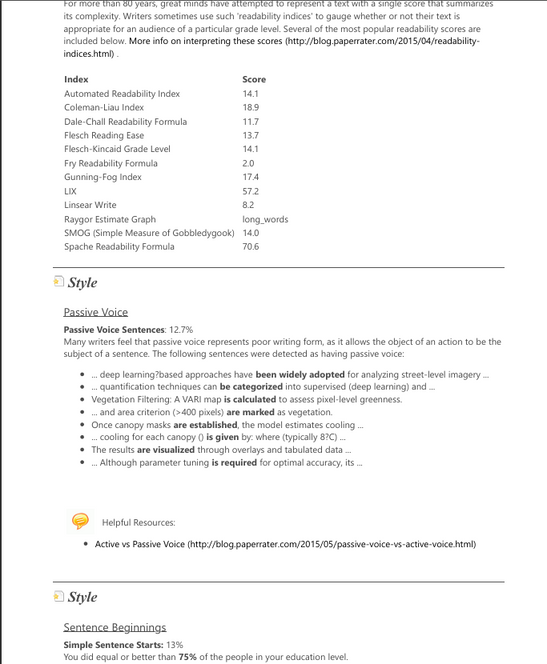 For more than 80 years, great minds have attempted to represent a text with a single score that summarizes
its complexity. Writers sometimes use such 'readability indices' to gauge whether or not their text is
appropriate for an audience of a particular grade level. Several of the most popular readability scores are
included below. More info on interpreting these scores (http://blog.paperrater.com/2015/04/readability-
indices.html) .
Index Score
Automated Readability Index 14.1
Coleman-Liau Index 18.9
Dale-Chall Readability Formula 11.7
Flesch Reading Ease 13.7
Flesch-Kincaid Grade Level 14.1
Fry Readability Formula 2.0
Gunning-Fog Index 17.4
LIX 57.2
Linsear Write 8.2
Raygor Estimate Graph long_words
SMOG (Simple Measure of Gobbledygook) 14.0
Spache Readability Formula 70.6
Style
Passive Voice
Passive Voice Sentences: 12.7%
Many writers feel that passive voice represents poor writing form, as it allows the object of an action to be the
subject of a sentence. The following sentences were detected as having passive voice:
• ... deep learning?based approaches have been widely adopted for analyzing street-level imagery ...
• ... quantification techniques can be categorized into supervised (deep learning) and ...
• Vegetation Filtering: A VARI map is calculated to assess pixel-level greenness.
• ... and area criterion (>400 pixels) are marked as vegetation.
• Once canopy masks are established, the model estimates cooling ...
• ... cooling for each canopy () is given by: where (typically 8?C) ...
• The results are visualized through overlays and tabulated data ...
• ... Although parameter tuning is required for optimal accuracy, its ...
Helpful Resources:
• Active vs Passive Voice (http://blog.paperrater.com/2015/05/passive-voice-vs-active-voice.html)
Style
Sentence Beginnings
Simple Sentence Starts: 13%
You did equal or better than 75% of the people in your education level.